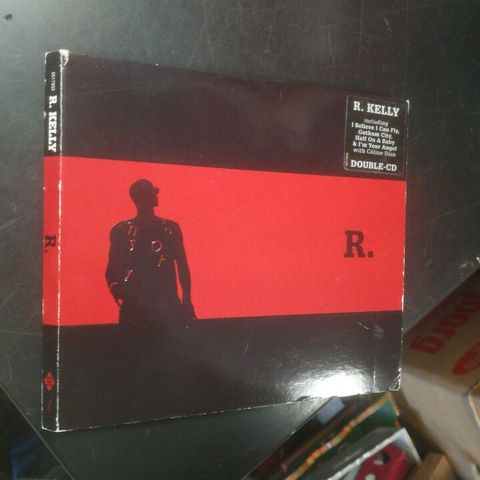 R. KELLY
including
I Believe I Can Fly,
Gotham City,
Half On A Baby
& I'm Your Angel
with Céline Dion
DOUBLE-CD
R.
R. KELLY
R.